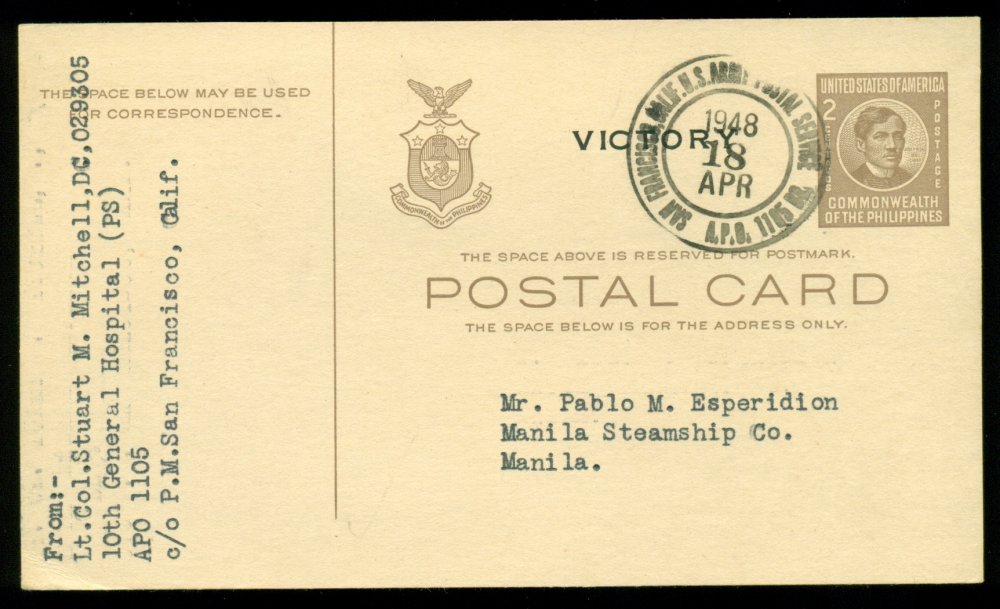 From:-
Lt.Col.Stuart M. Mitchell,DC,029305
10th General Hospital (PS)
APO 1105
c/o P.M.San Francisco, Calif.
THE SPACE BELOW MAY BE USED
FOR CORRESPONDENCE.
COMMONWEALTH OF THE PHILIPPINES
VICTORY
SAN FRANCISCO, CALIF. U.S. ARMY POSTAL SERVICE
1948
18
APR
A.P.O. 1105
UNITED STATES OF AMERICA
2
CENTAVOS
POSTAGE
COMMONWEALTH
OF THE PHILIPPINES
THE SPACE ABOVE IS RESERVED FOR POSTMARK.
POSTAL CARD
THE SPACE BELOW IS FOR THE ADDRESS ONLY.
Mr. Pablo M. Esperidion
Manila Steamship Co.
Manila.